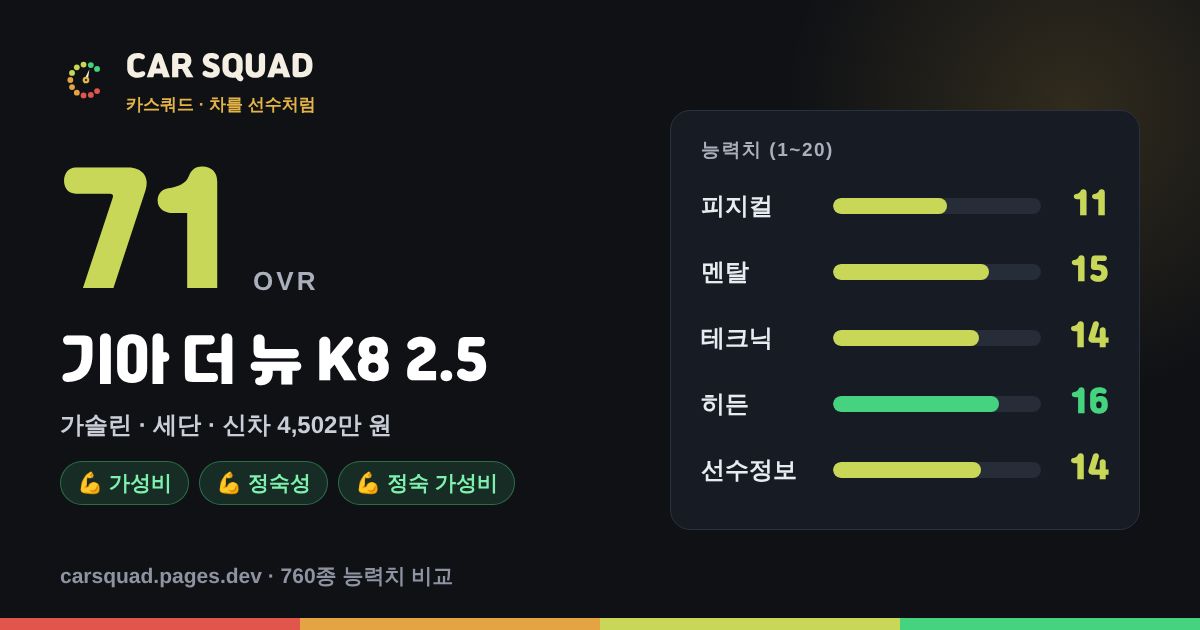 CAR SQUAD
카스쿼드 · 차를 선수처럼
71 OVR
기아 더 뉴 K8 2.5
가솔린 · 세단 · 신차 4,502만 원
💪 가성비 💪 정숙성 💪 정숙 가성비
carsquad.pages.dev · 760종 능력치 비교
능력치 (1~20)
피지컬 11
멘탈 15
테크닉 14
히든 16
선수정보 14